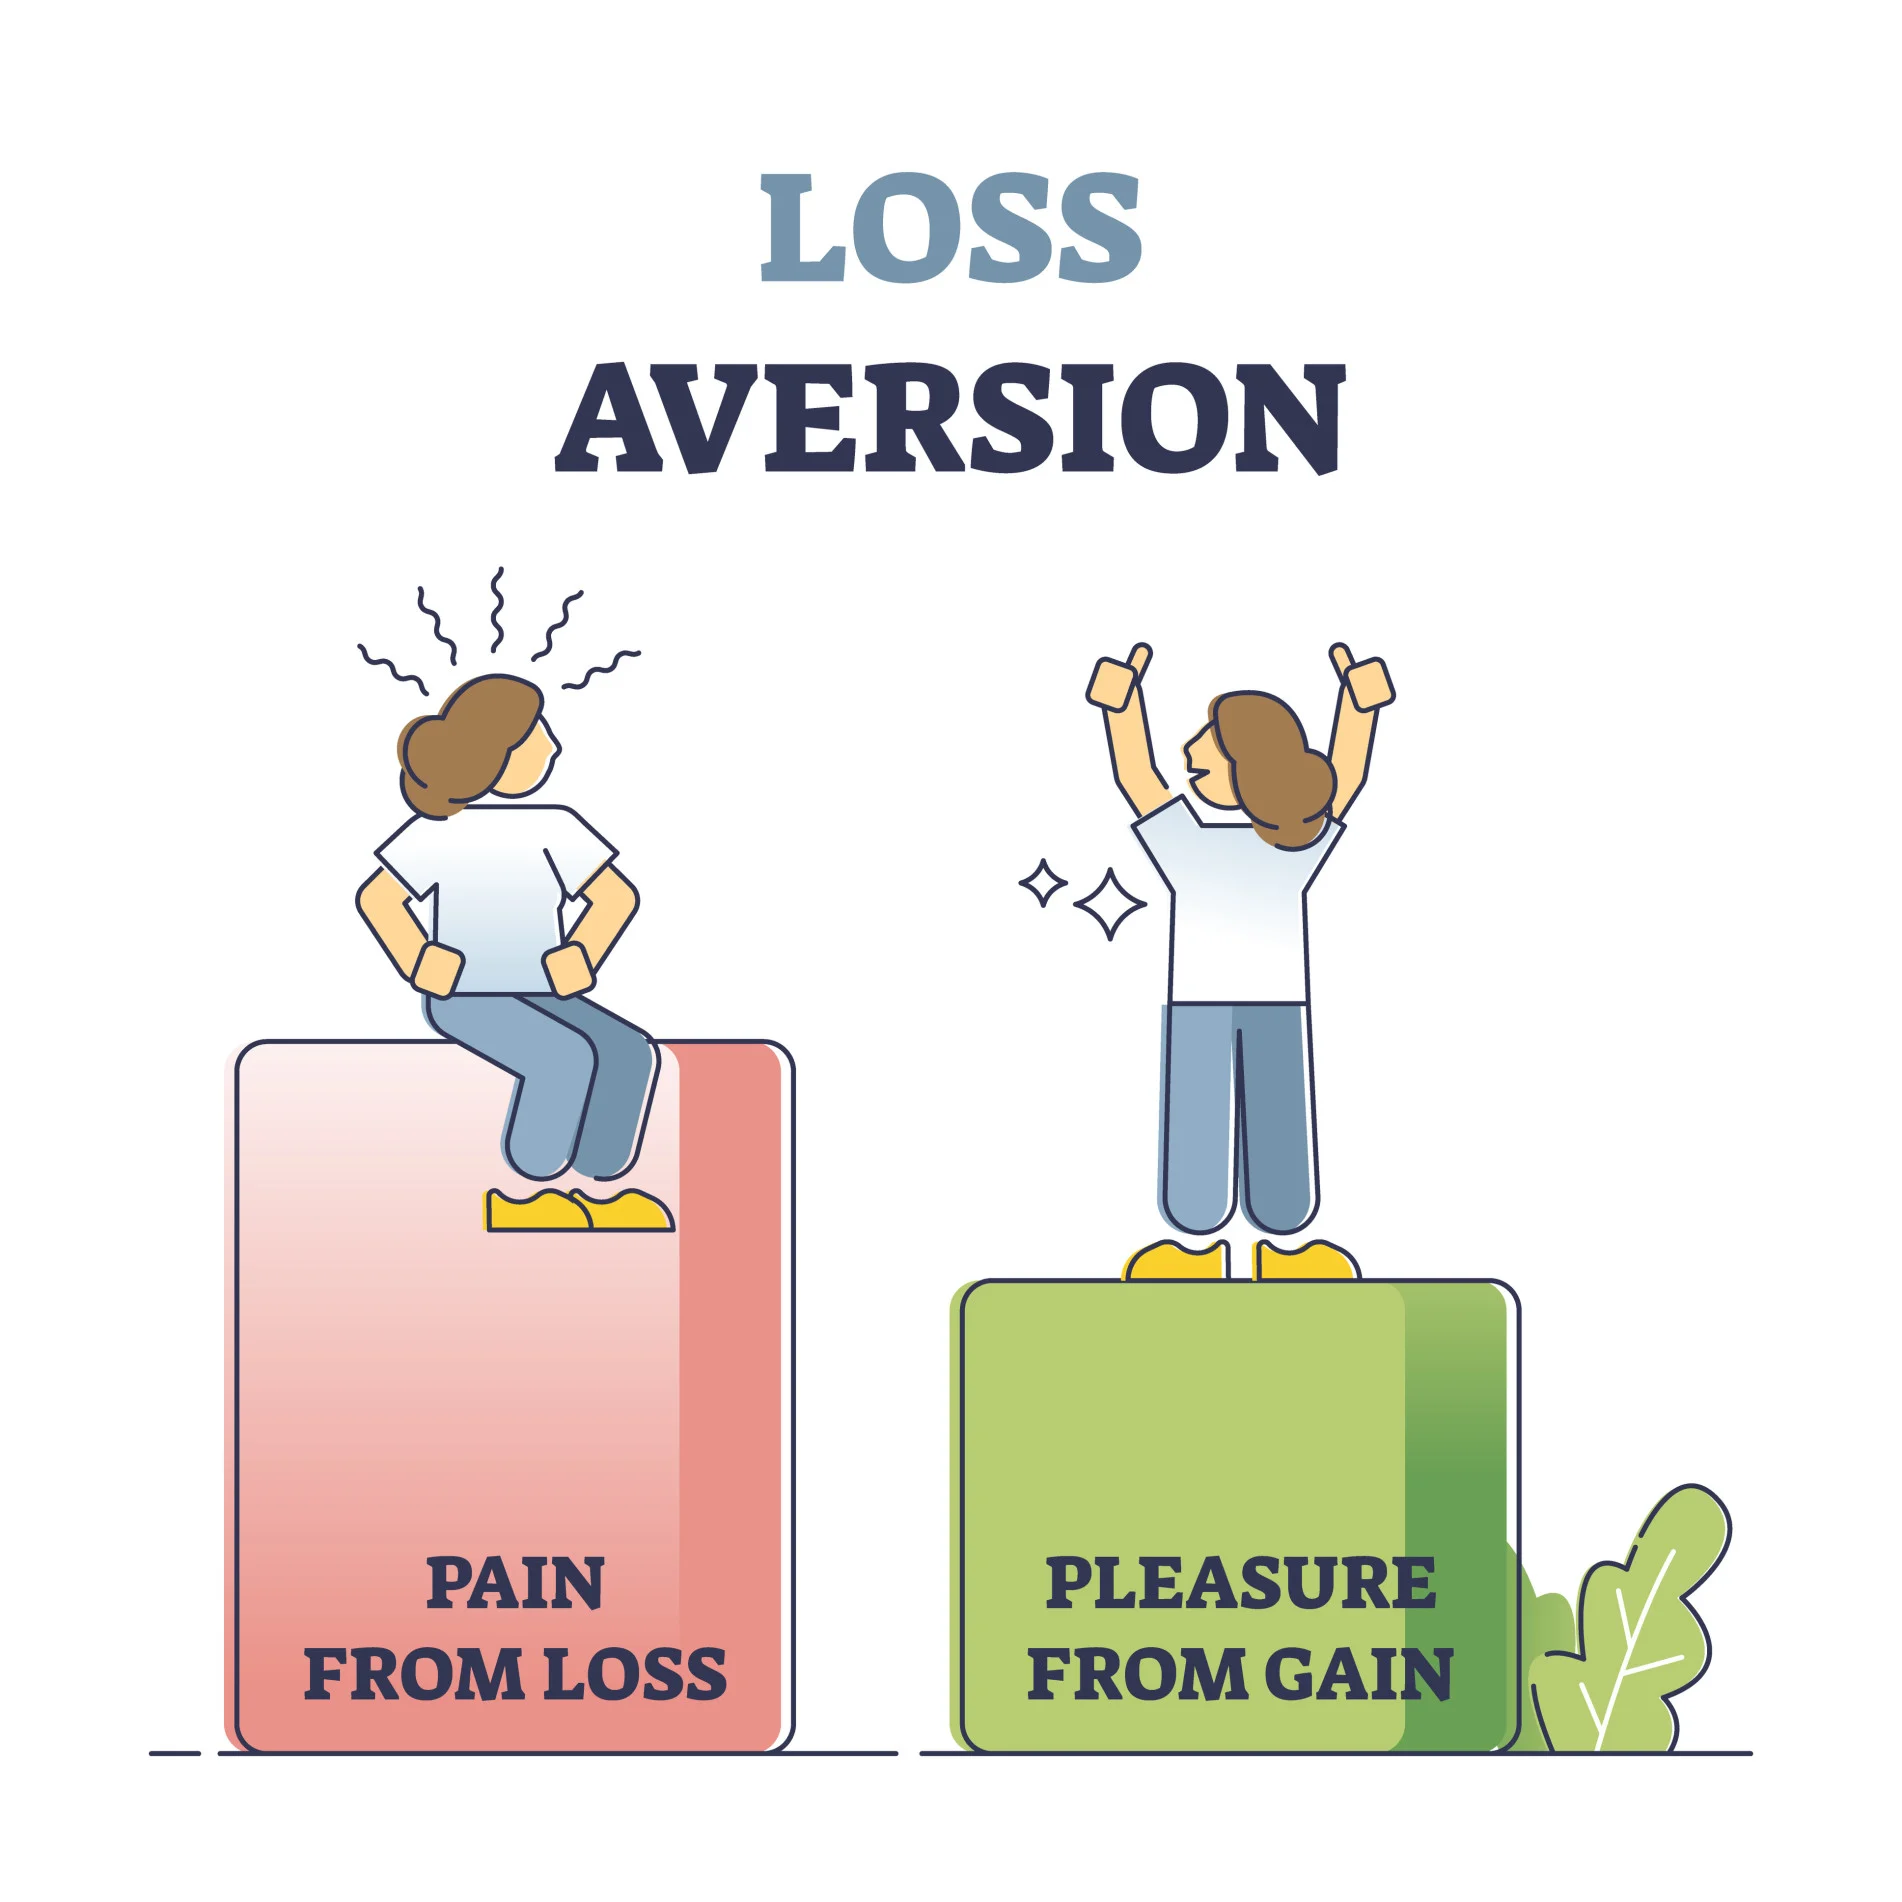 LOSS
AVERSION
PAIN
FROM LOSS
PLEASURE
FROM GAIN